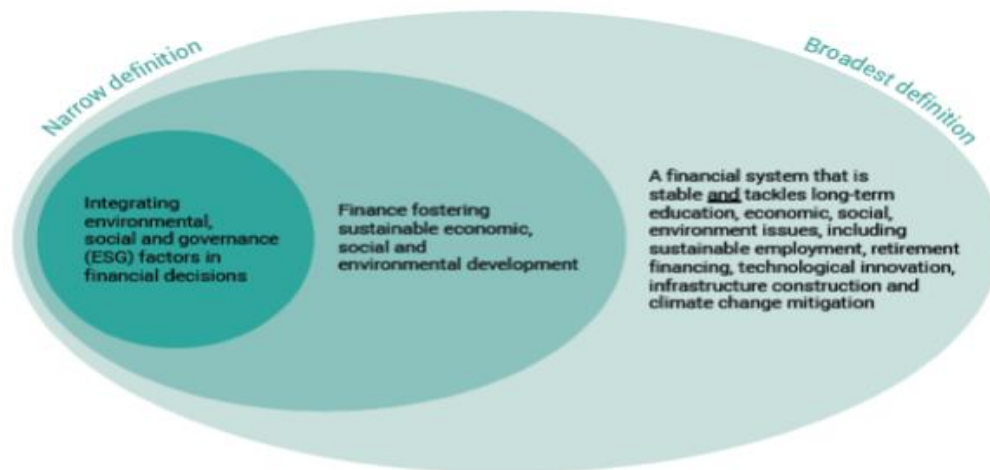 Narrow definition
Broadest definition
Integrating
environmental,
social and governance
(ESG) factors in
financial decisions
Finance fostering
sustainable economic,
social and
environmental development
A financial system that is
stable and tackles long-term
education, economic, social,
environment issues, including
sustainable employment, retirement
financing, technological innovation,
infrastructure construction and
climate change mitigation